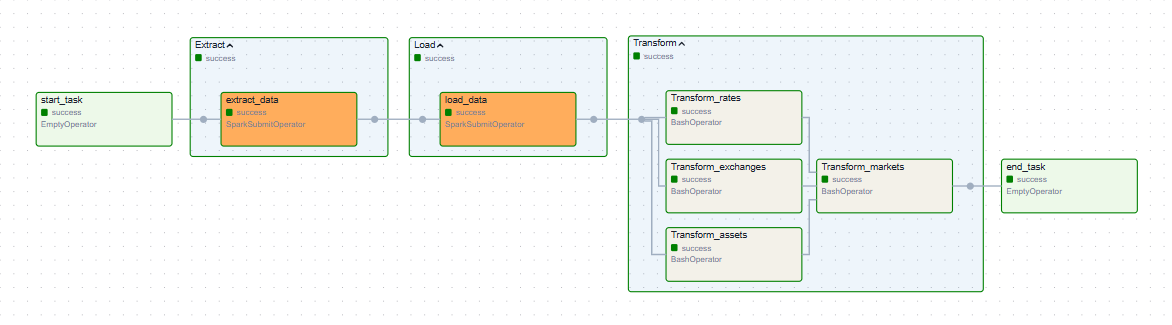 start_task
success
EmptyOperator
Extract
success
extract_data
success
SparkSubmitOperator
Load
success
load_data
success
SparkSubmitOperator
Transform
success
Transform_rates
success
BashOperator
Transform_exchanges
success
BashOperator
Transform_assets
success
BashOperator
Transform_markets
success
BashOperator
end_task
success
EmptyOperator